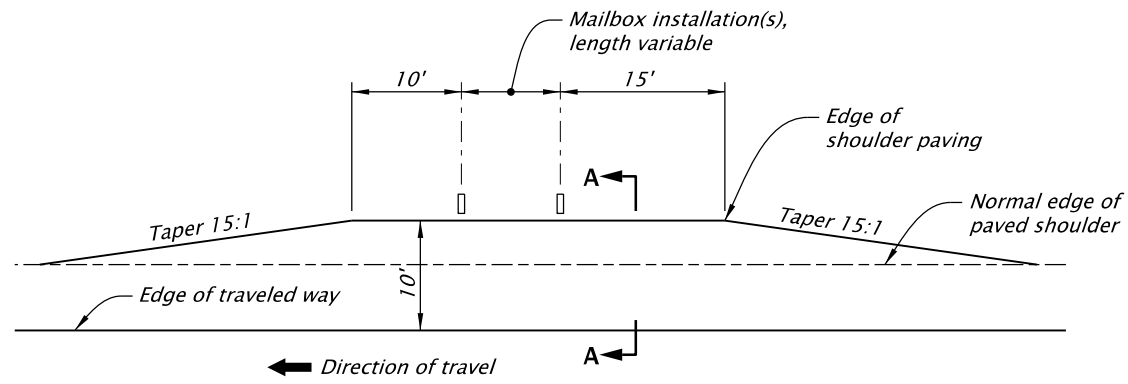 Mailbox installation(s),
length variable
10'
15'
Edge of
shoulder paving
A
Taper 15:1
Taper 15:1
Normal edge of
paved shoulder
10'
Edge of traveled way
A
Direction of travel